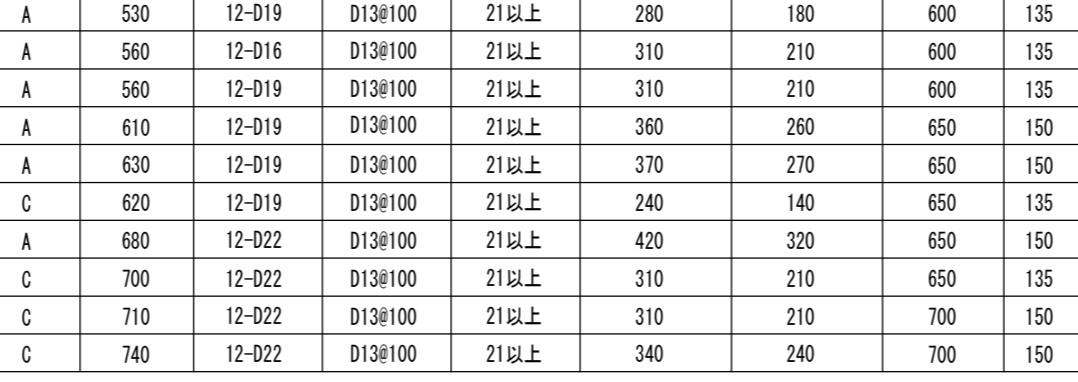 A 530 12-D19 D13@100 21以上 280 180 600 135
A 560 12-D16 D13@100 21以上 310 210 600 135
A 560 12-D19 D13@100 21以上 310 210 600 135
A 610 12-D19 D13@100 21以上 360 260 650 150
A 630 12-D19 D13@100 21以上 370 270 650 150
C 620 12-D19 D13@100 21以上 240 140 650 135
A 680 12-D22 D13@100 21以上 420 320 650 150
C 700 12-D22 D13@100 21以上 310 210 650 135
C 710 12-D22 D13@100 21以上 310 210 700 150
C 740 12-D22 D13@100 21以上 340 240 700 150